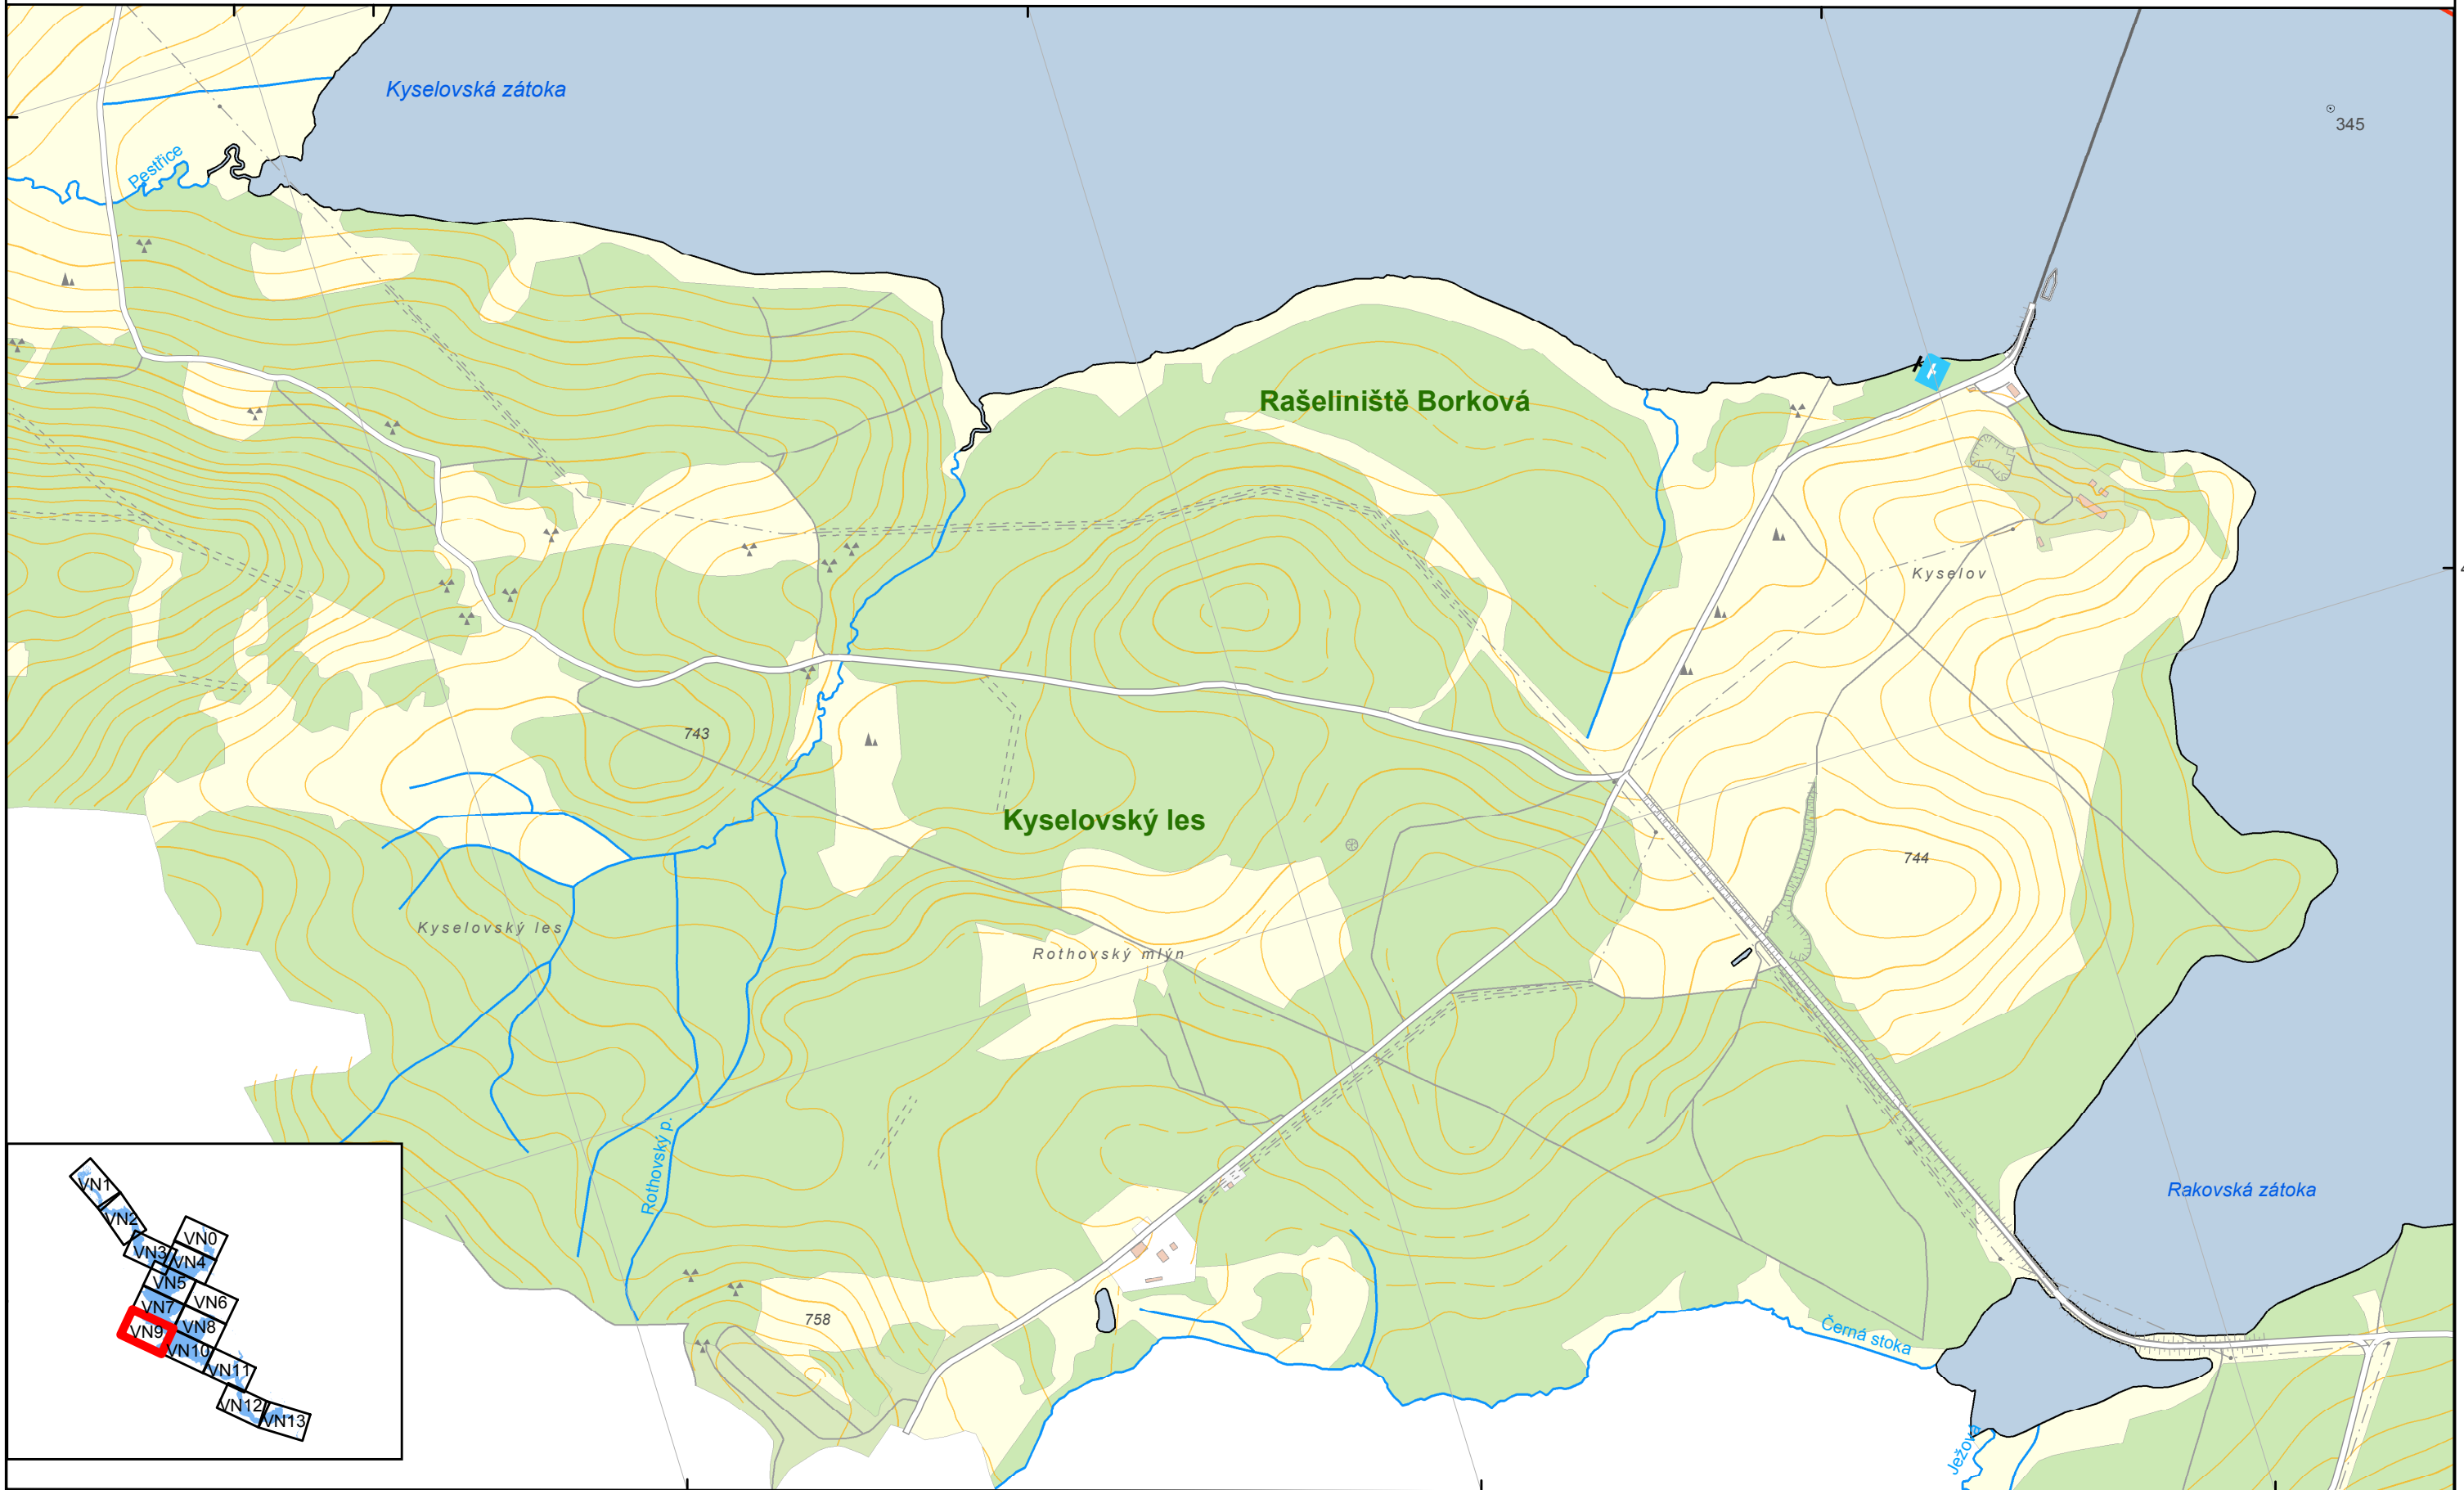 Kyselovská zátoka
345
Pestřice
Rašeliniště Borková
Kyselov
743
Kyselovský les
744
Kyselovský les
Rothovský mlýn
Rothovský p.
Rakovská zátoka
758
Černá stoka
Ježová
VN1
VN2
VN0
VN3
VN4
VN5
VN6
VN7
VN8
VN9
VN10
VN11
VN12
VN13